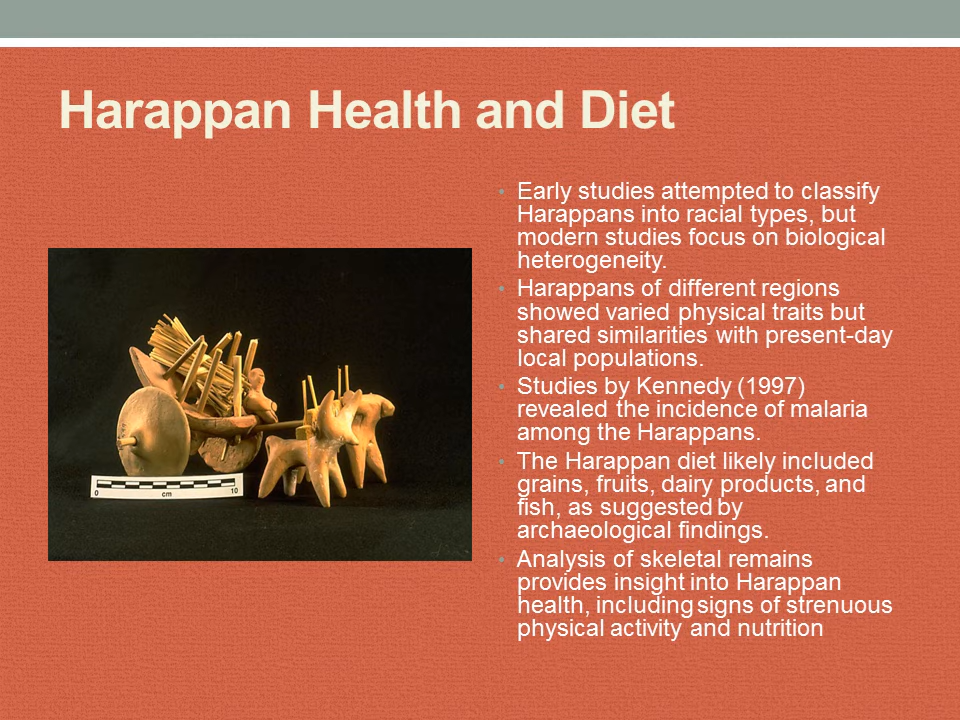 Harappan Health and Diet
• Early studies attempted to classify
Harappans into racial types, but
modern studies focus on biological
heterogeneity.
• Harappans of different regions
showed varied physical traits but
shared similarities with present-day
local populations.
• Studies by Kennedy (1997)
revealed the incidence of malaria
among the Harappans.
• The Harappan diet likely included
grains, fruits, dairy products, and
fish, as suggested by
archaeological findings.
• Analysis of skeletal remains
provides insight into Harappan
health, including signs of strenuous
physical activity and nutrition
0 cm 10